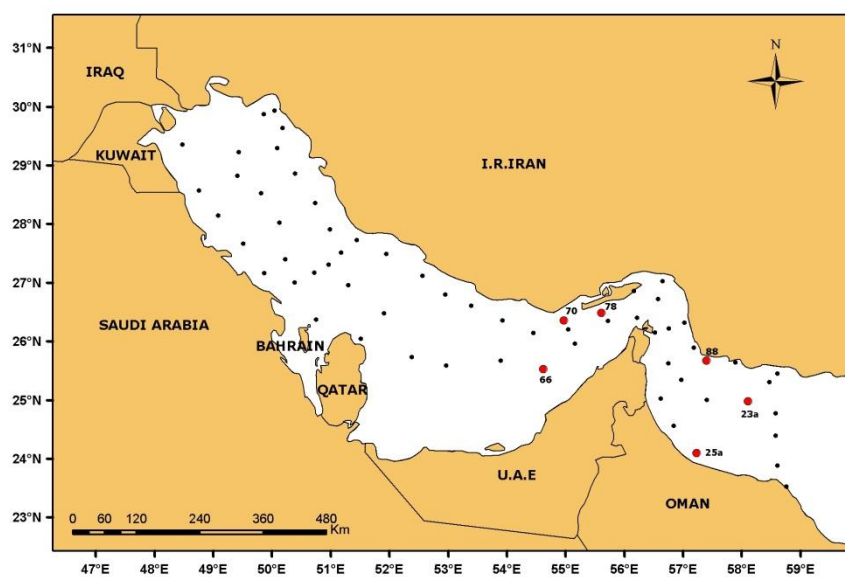 N
31°N
IRAQ
30°N
29°N
KUWAIT
I.R.IRAN
28°N
27°N
70
78
SAUDI ARABIA
26°N
BAHRAIN
88
66
QATAR
25°N
23a
24°N
25a
U.A.E
OMAN
23°N
0 60 120 240 360 480
Km
47°E 48°E 49°E 50°E 51°E 52°E 53°E 54°E 55°E 56°E 57°E 58°E 59°E